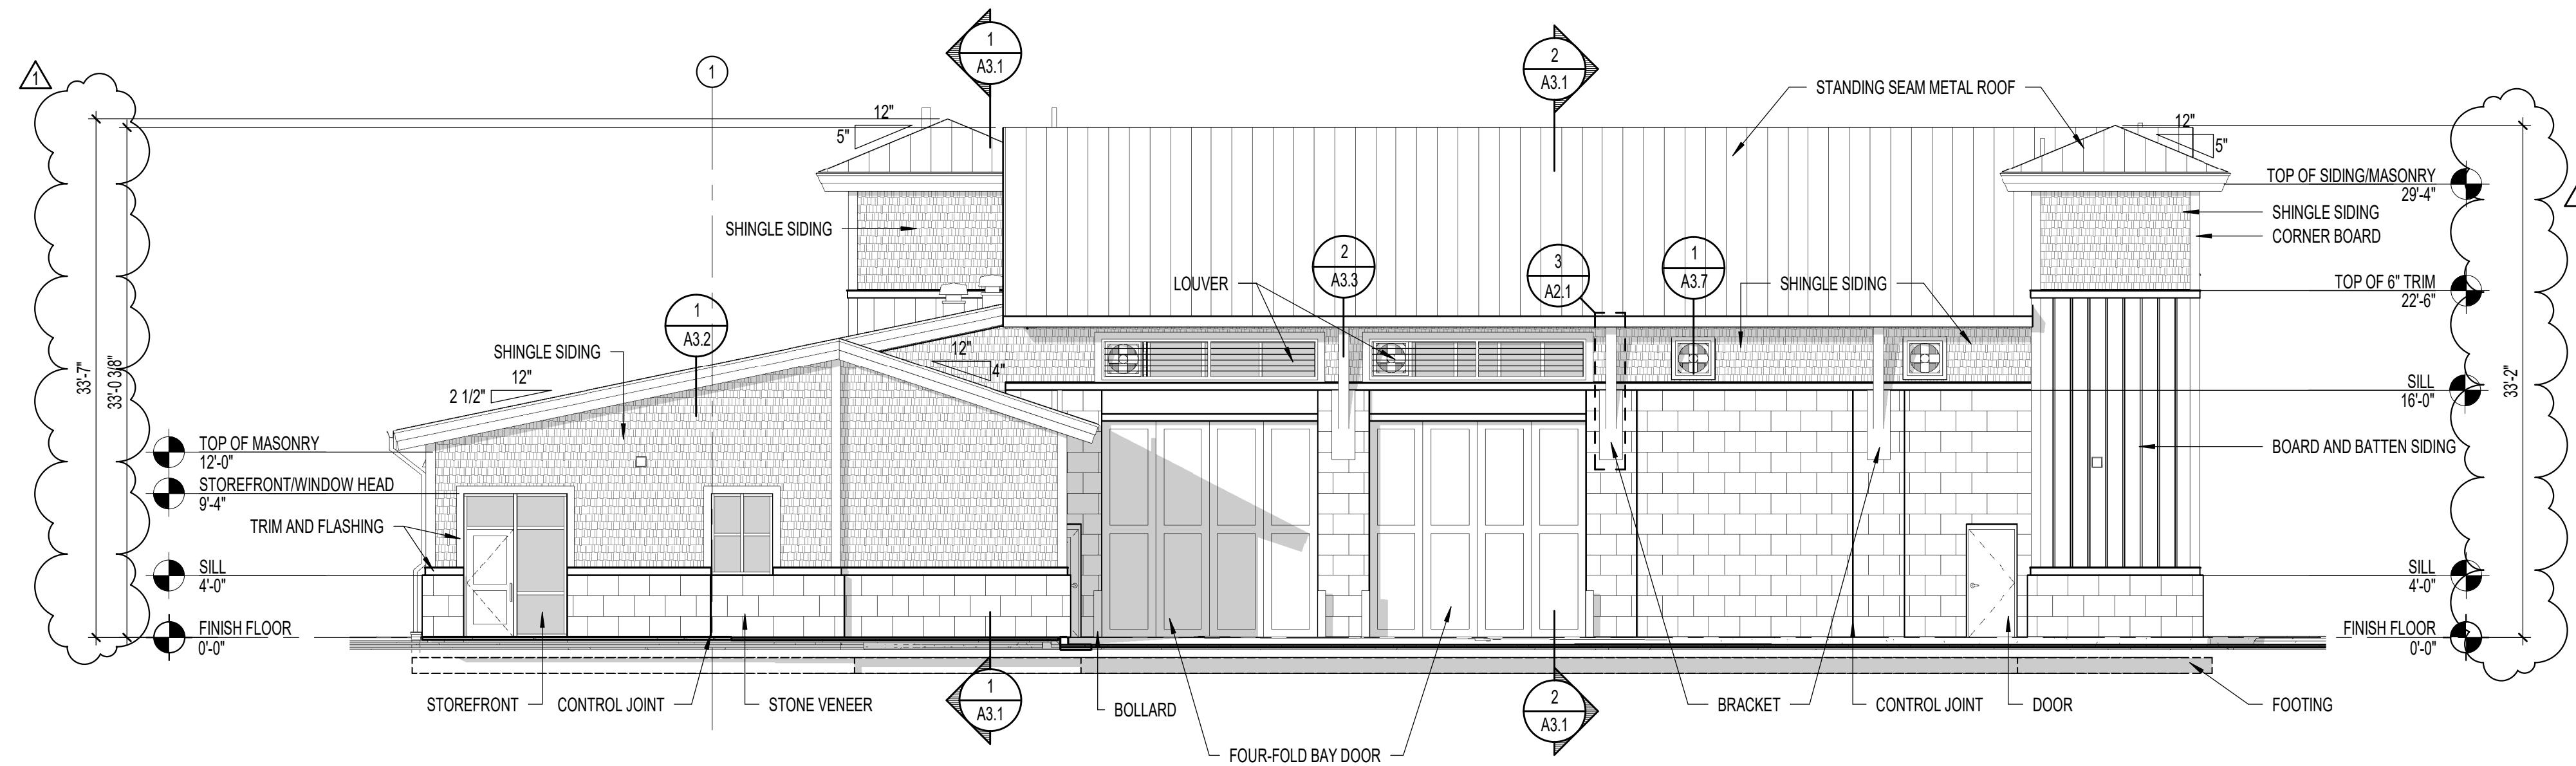 1
1
A3.1
1
2
A3.1
STANDING SEAM METAL ROOF
12"
5"
12"
5"
TOP OF SIDING/MASONRY
29'-4"
SHINGLE SIDING
SHINGLE SIDING
CORNER BOARD
2
A3.3
3
A2.1
1
A3.7
LOUVER
SHINGLE SIDING
TOP OF 6" TRIM
22'-6"
1
A3.2
SHINGLE SIDING
12"
4"
12"
2 1/2"
33'-7"
33'-0 3/8"
33'-2"
SILL
16'-0"
TOP OF MASONRY
12'-0"
BOARD AND BATTEN SIDING
STOREFRONT/WINDOW HEAD
9'-4"
TRIM AND FLASHING
SILL
4'-0"
SILL
4'-0"
FINISH FLOOR
0'-0"
FINISH FLOOR
0'-0"
1
A3.1
2
A3.1
STOREFRONT
CONTROL JOINT
STONE VENEER
BOLLARD
BRACKET
CONTROL JOINT
DOOR
FOOTING
FOUR-FOLD BAY DOOR